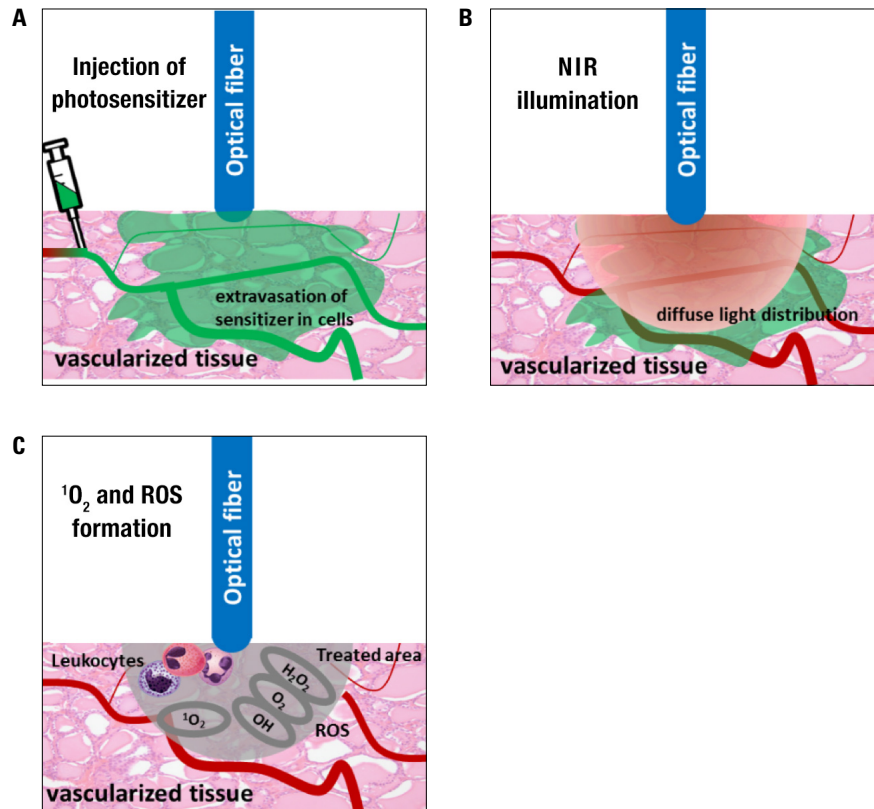 A
Injection of
photosensitizer
Optical fiber
extravasation of
sensitizer in cells
vascularized tissue
B
NIR
illumination
Optical fiber
diffuse light distribution
vascularized tissue
C
¹O₂ and ROS
formation
Optical fiber
Leukocytes
Treated area
H₂O₂
O₂
OH
¹O₂
ROS
vascularized tissue